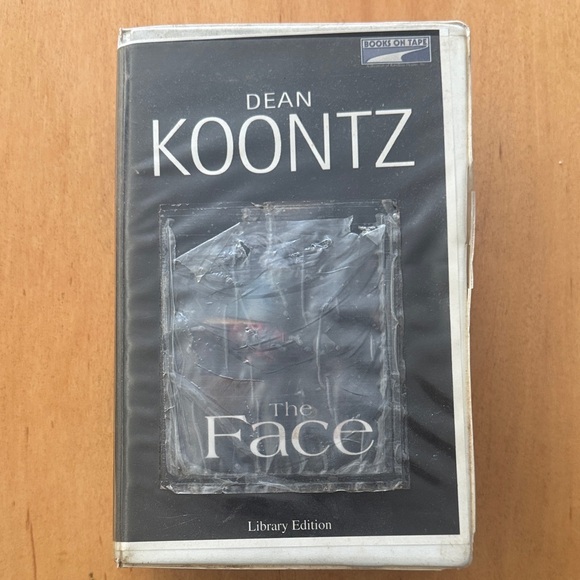 BOOKS ON TAPE
DEAN
KOONTZ
The
Face
Library Edition